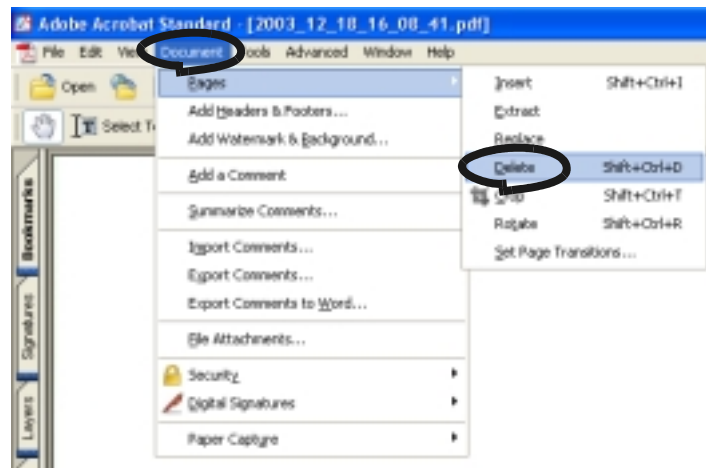 Adobe Acrobat Standard - [2003_12_18_16_08_41.pdf]
File Edit View Document Tools Advanced Window Help
Open
Select T
Bookmarks
Signatures
Layers
Pages
Add Headers & Footers...
Add Watermark & Background...
Add a Comment
Summarize Comments...
Import Comments...
Export Comments...
Export Comments to Word...
File Attachments...
Security
Digital Signatures
Paper Capture
Insert Shift+Ctrl+I
Extract
Replace
Delete Shift+Ctrl+D
Crop Shift+Ctrl+T
Rotate Shift+Ctrl+R
Set Page Transitions...